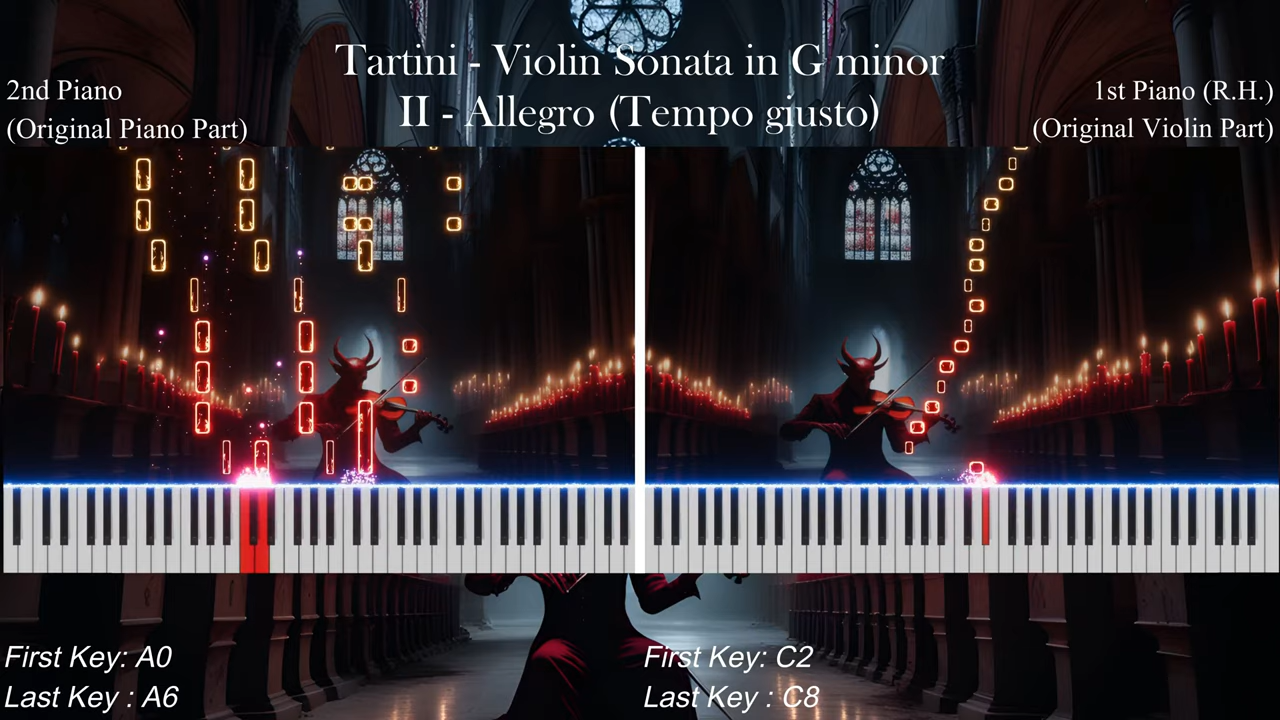 Tartini - Violin Sonata in G minor
II - Allegro (Tempo giusto)
2nd Piano
(Original Piano Part)
1st Piano (R.H.)
(Original Violin Part)
First Key: A0
Last Key : A6
First Key: C2
Last Key : C8